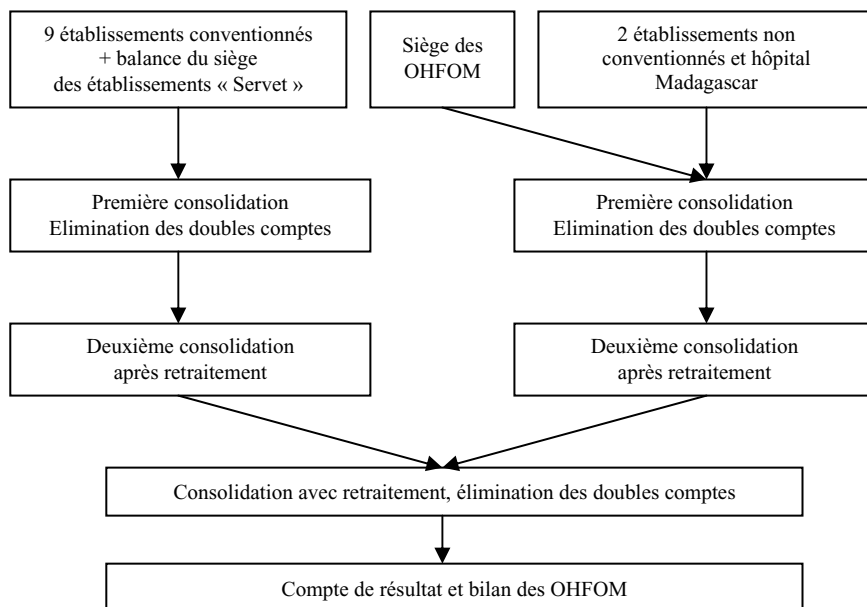 9 établissements conventionnés
+ balance du siège
des établissements « Servet »
Siège des
OHFOM
2 établissements non
conventionnés et hôpital
Madagascar
Première consolidation
Elimination des doubles comptes
Première consolidation
Elimination des doubles comptes
Deuxième consolidation
après retraitement
Deuxième consolidation
après retraitement
Consolidation avec retraitement, élimination des doubles comptes
Compte de résultat et bilan des OHFOM